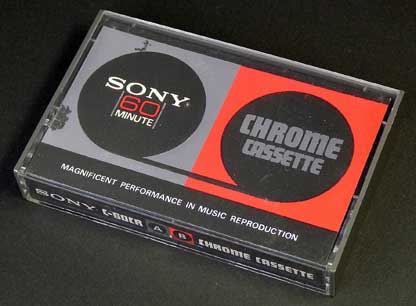 SONY
60
MINUTE
CHROME
CASSETTE
MAGNIFICENT PERFORMANCE IN MUSIC REPRODUCTION
SONY C-60CR A B CHROME CASSETTE